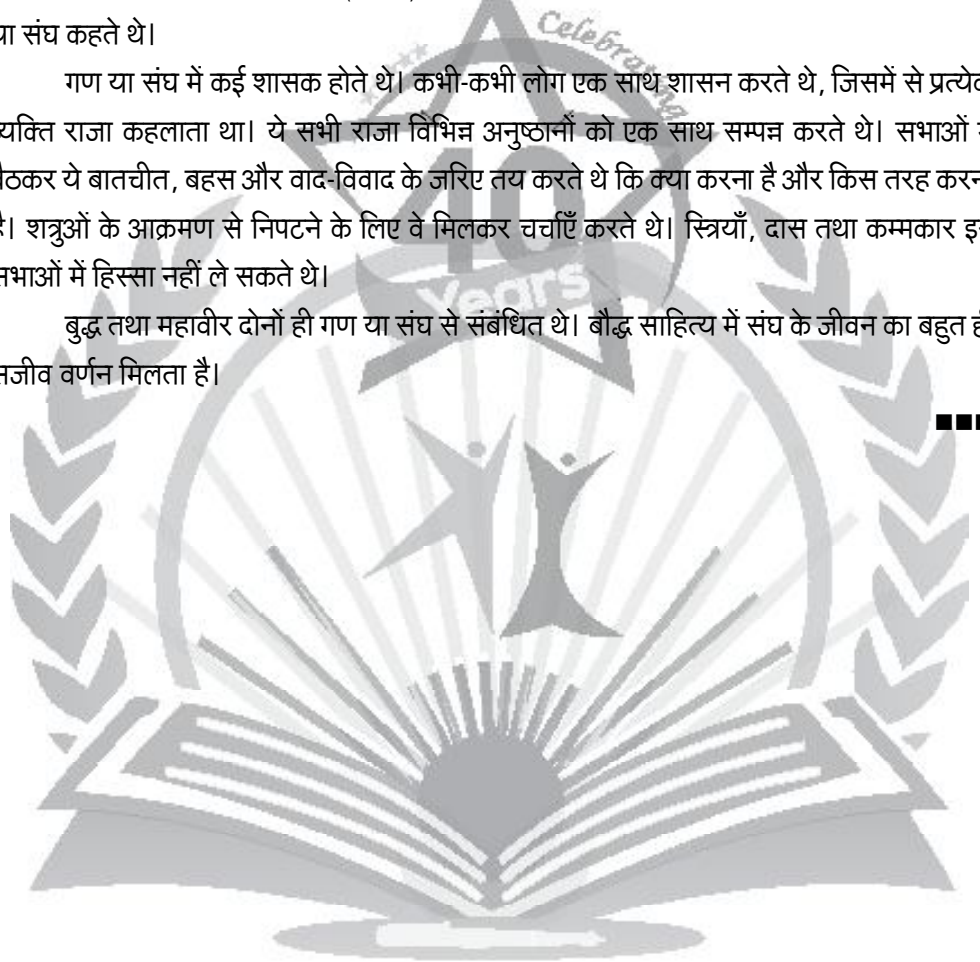 या संघ कहते थे।
Celebrating
गण या संघ में कई शासक होते थे। कभी-कभी लोग एक साथ शासन करते थे, जिसमें से प्रत्येक
व्यक्ति राजा कहलाता था। ये सभी राजा विभिन्न अनुष्ठानों को एक साथ सम्पन्न करते थे। सभाओं
बैठकर ये बातचीत, बहस और वाद-विवाद के जरिए तय करते थे कि क्या करना है और किस तरह करना
है। शत्रुओं के आक्रमण से निपटने के लिए वे मिलकर चर्चाएँ करते थे। स्त्रियाँ, दास तथा कम्मकार
सभाओं में हिस्सा नहीं ले सकते थे।
40
Years
बुद्ध तथा महावीर दोनों ही गण या संघ से संबंधित थे। बौद्ध साहित्य में संघ के जीवन का बहुत ही
सजीव वर्णन मिलता है।